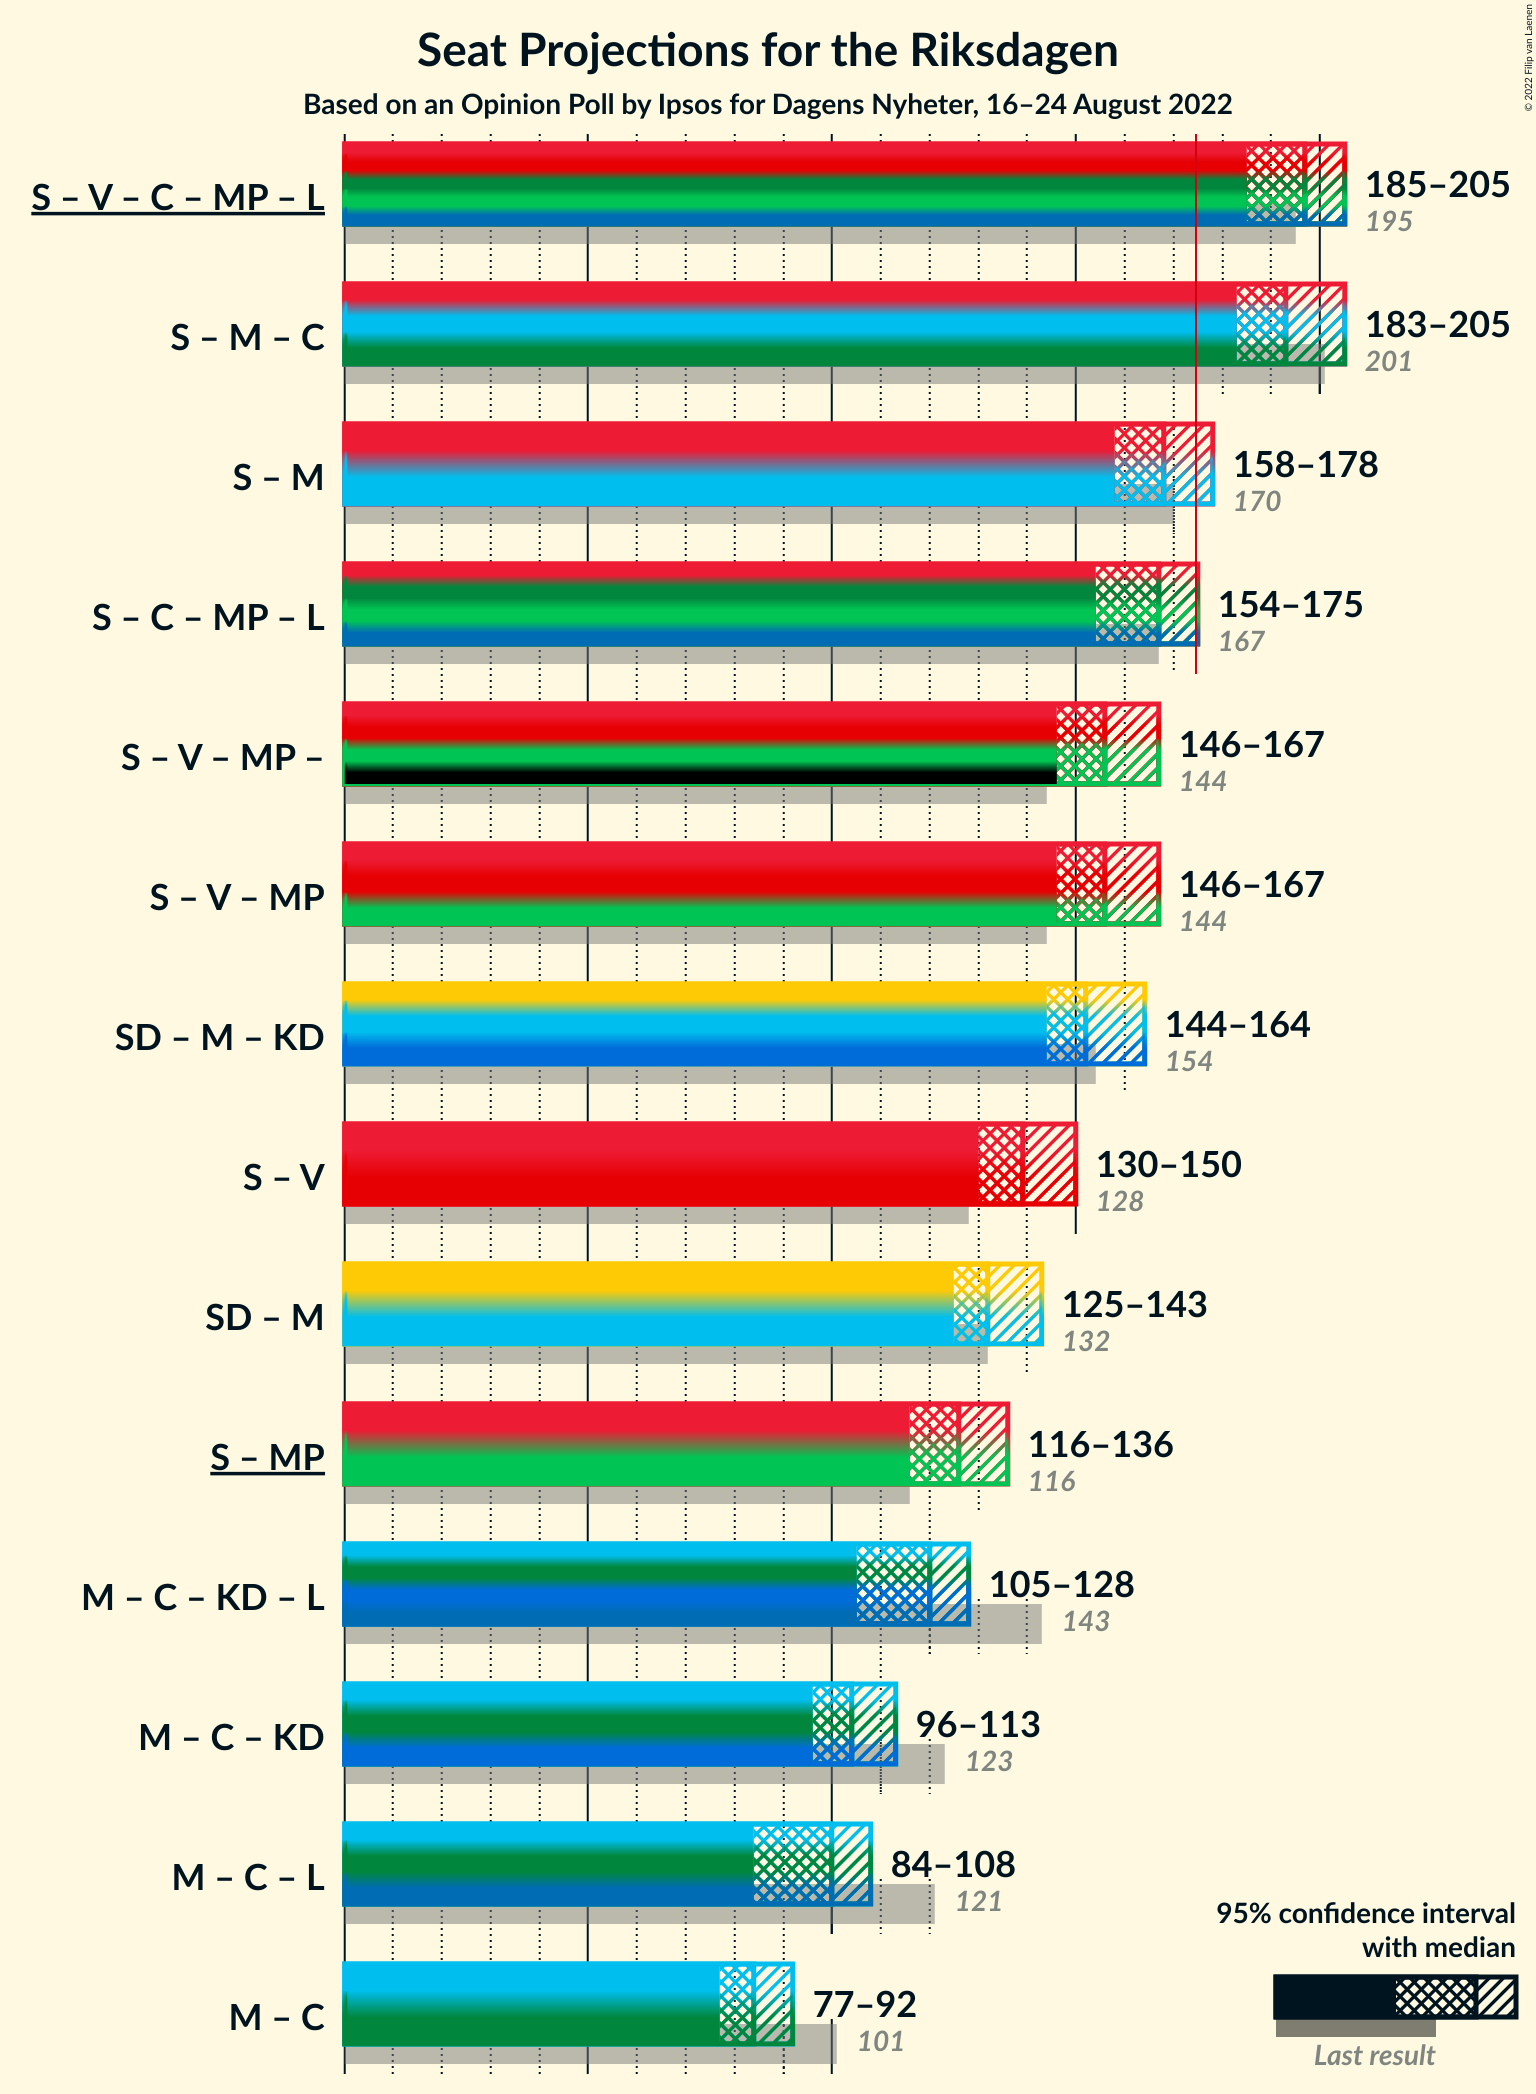 Seat Projections for the Riksdagen
Based on an Opinion Poll by Ipsos for Dagens Nyheter, 16–24 August 2022
© 2022 Filip van Laenen
S – V – C – MP – L
185–205
195
S – M – C
183–205
201
S – M
158–178
170
S – C – MP – L
154–175
167
S – V – MP –
146–167
144
S – V – MP
146–167
144
SD – M – KD
144–164
154
S – V
130–150
128
SD – M
125–143
132
S – MP
116–136
116
M – C – KD – L
105–128
143
M – C – KD
96–113
123
M – C – L
84–108
121
M – C
77–92
101
95% confidence interval
with median
Last result